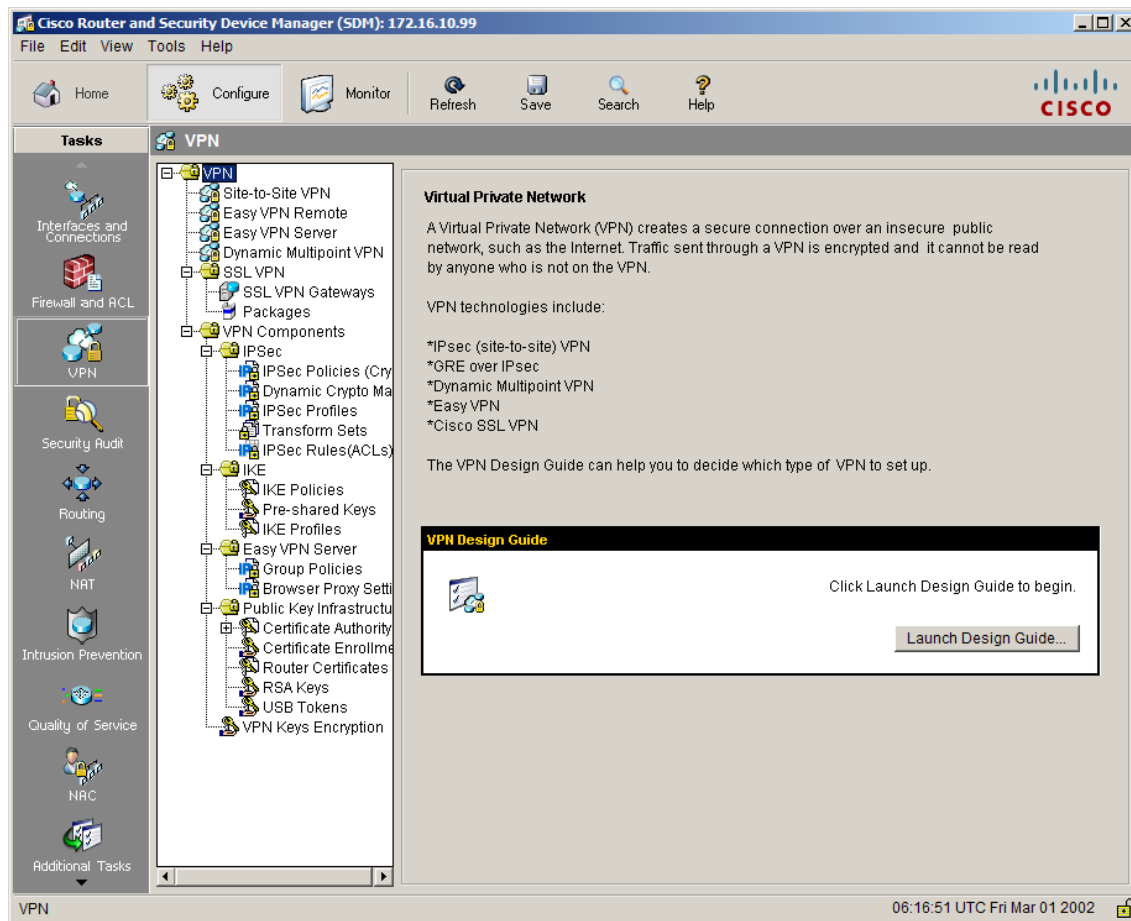 Cisco Router and Security Device Manager (SDM): 172.16.10.99
File Edit View Tools Help
Home Configure Monitor Refresh Save Search Help
CISCO
Tasks
VPN
Interfaces and
Connections
Firewall and ACL
VPN
Security Audit
Routing
NAT
Intrusion Prevention
Quality of Service
NAC
Additional Tasks
VPN
Site-to-Site VPN
Easy VPN Remote
Easy VPN Server
Dynamic Multipoint VPN
SSL VPN
SSL VPN Gateways
Packages
VPN Components
IPSec
IPSec Policies (Cry
Dynamic Crypto Ma
IPSec Profiles
Transform Sets
IPSec Rules(ACLs)
IKE
IKE Policies
Pre-shared Keys
IKE Profiles
Easy VPN Server
Group Policies
Browser Proxy Setti
Public Key Infrastructu
Certificate Authority
Certificate Enrollme
Router Certificates
RSA Keys
USB Tokens
VPN Keys Encryption
Virtual Private Network
A Virtual Private Network (VPN) creates a secure connection over an insecure public
network, such as the Internet. Traffic sent through a VPN is encrypted and it cannot be read
by anyone who is not on the VPN.
VPN technologies include:
*IPsec (site-to-site) VPN
*GRE over IPsec
*Dynamic Multipoint VPN
*Easy VPN
*Cisco SSL VPN
The VPN Design Guide can help you to decide which type of VPN to set up.
VPN Design Guide
Click Launch Design Guide to begin.
Launch Design Guide...
VPN
06:16:51 UTC Fri Mar 01 2002